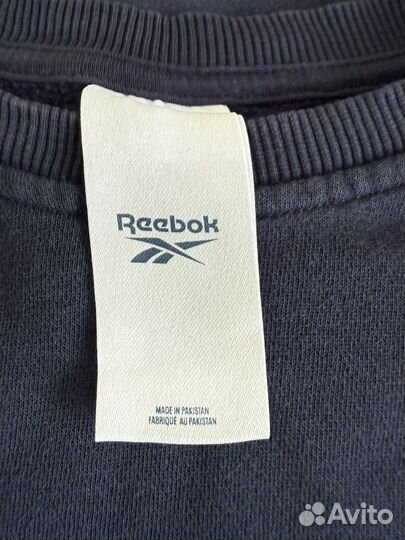 Reebok
MADE IN PAKISTAN
FABRIQUÉ AU PAKISTAN
Avito